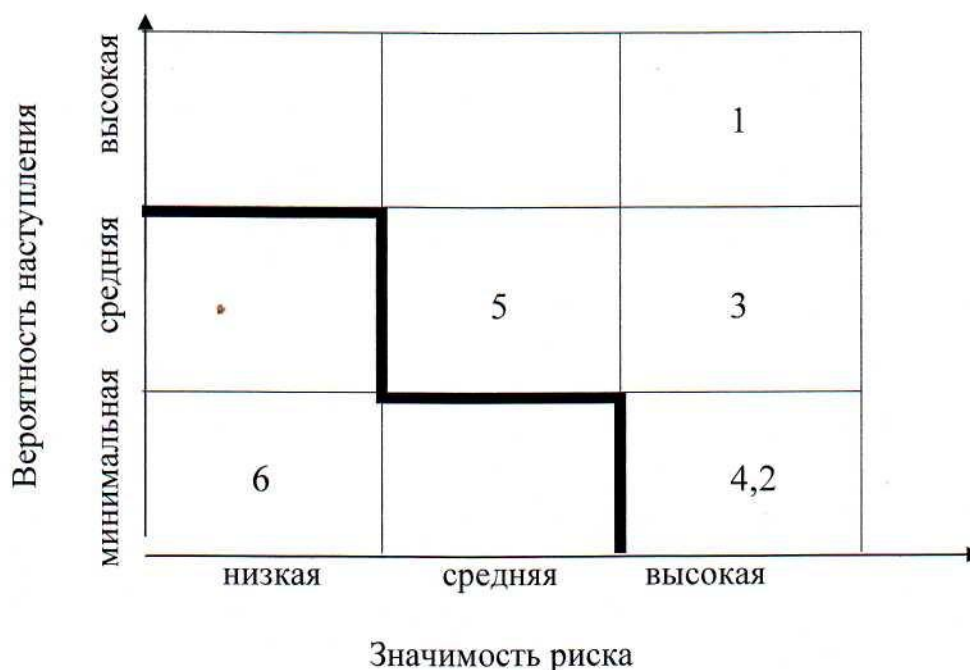 Вероятность наступления
высокая
1
средняя
5 3
минимальная
6 4,2
низкая средняя высокая
Значимость риска